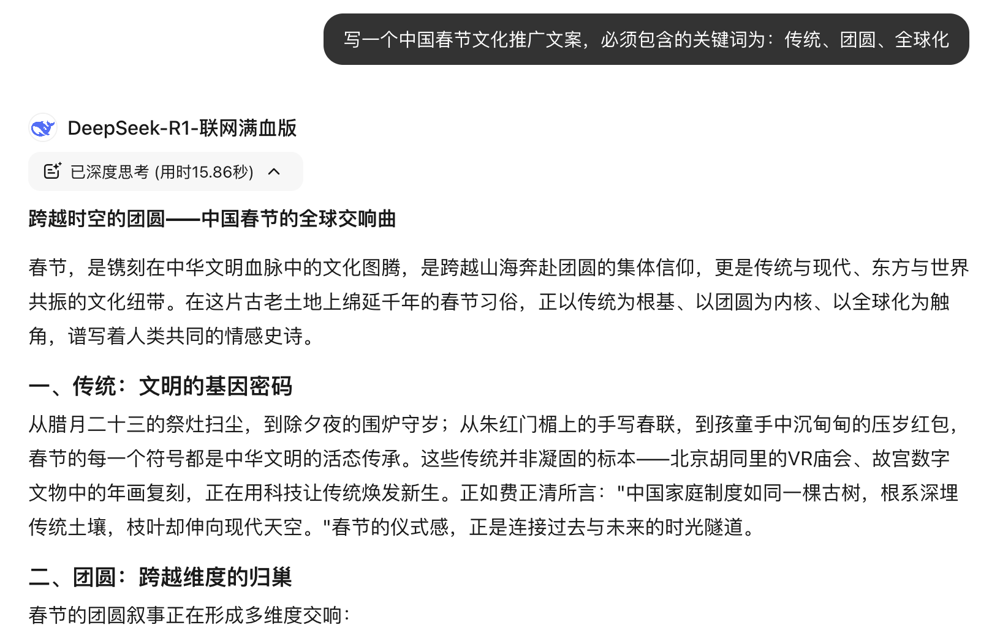 写一个中国春节文化推广文案，必须包含的关键词为：传统、团圆、全球化
DeepSeek-R1-联网满血版
已深度思考 (用时15.86秒)
跨越时空的团圆——中国春节的全球交响曲
春节，是镌刻在中华文明血脉中的文化图腾，是跨越山海奔赴团圆的集体信仰，更是传统与现代、东方与世界
共振的文化纽带。在这片古老土地上绵延千年的春节习俗，正以传统为根基、以团圆为内核、以全球化为触
角，谱写着人类共同的情感史诗。
一、传统：文明的基因密码
从腊月二十三的祭灶扫尘，到除夕夜的围炉守岁；从朱红门楣上的手写春联，到孩童手中沉甸甸的压岁红包，
春节的每一个符号都是中华文明的活态传承。这些传统并非凝固的标本——北京胡同里的VR庙会、故宫数字
文物中的年画复刻，正在用科技让传统焕发新生。正如费正清所言："中国家庭制度如同一棵古树，根系深埋
传统土壤，枝叶却伸向现代天空。"春节的仪式感，正是连接过去与未来的时光隧道。
二、团圆：跨越维度的归巢
春节的团圆叙事正在形成多维度交响：